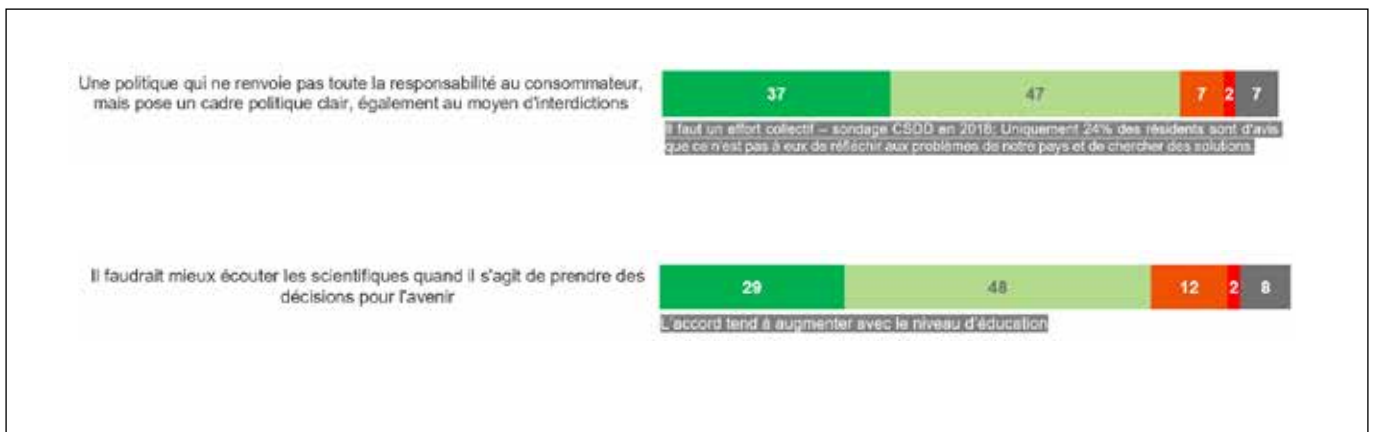 Une politique qui ne renvoie pas toute la responsabilité au consommateur,
mais pose un cadre politique clair, également au moyen d'interdictions
37 47 7 2 7
Il faut un effort collectif – sondage CSDD en 2018: Uniquement 24% des résidents sont d'avis
que ce n'est pas à eux de réfléchir aux problèmes de notre pays et de chercher des solutions.
Il faudrait mieux écouter les scientifiques quand il s'agit de prendre des
décisions pour l'avenir
29 48 12 2 8
L'accord tend à augmenter avec le niveau d'éducation